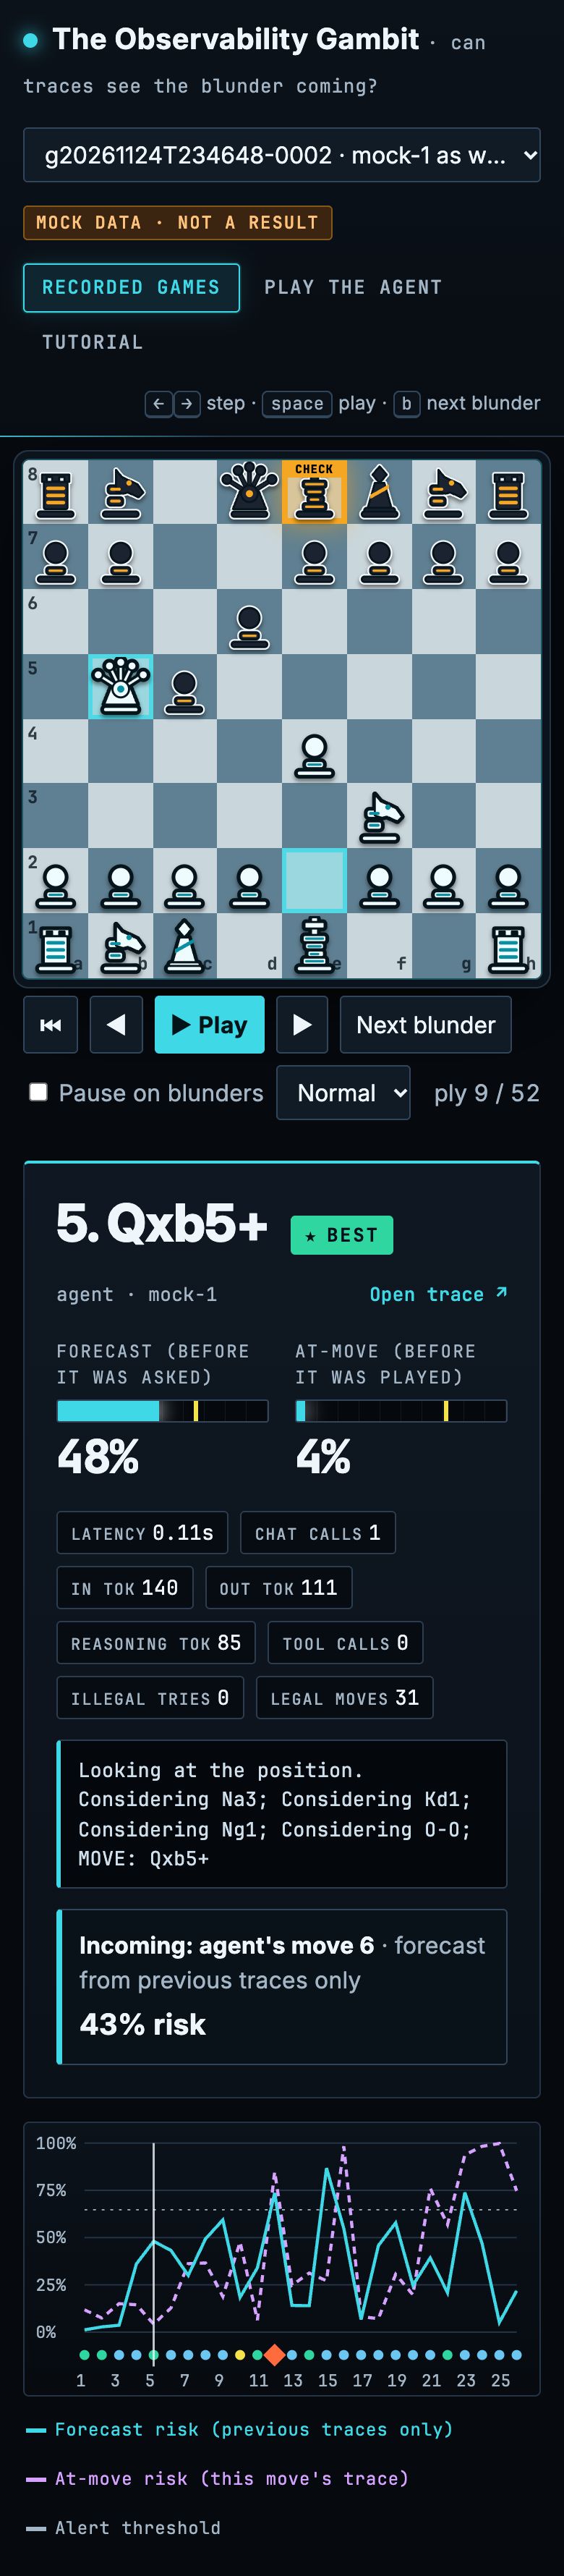 The Observability Gambit · can
traces see the blunder coming?
g20261124T234648-0002 · mock-1 as w...
MOCK DATA · NOT A RESULT
RECORDED GAMES PLAY THE AGENT
TUTORIAL
← → step · space play · b next blunder
8 CHECK
7
6
5
4
3
2
1 a b c d e f g h
⏮ ◀ ▶ Play ▶ Next blunder
Pause on blunders Normal ply 9 / 52
5. Qxb5+ ★ BEST
agent · mock-1 Open trace ↗
FORECAST (BEFORE IT WAS ASKED)
AT-MOVE (BEFORE IT WAS PLAYED)
48% 4%
LATENCY 0.11s CHAT CALLS 1
IN TOK 140 OUT TOK 111
REASONING TOK 85 TOOL CALLS 0
ILLEGAL TRIES 0 LEGAL MOVES 31
Looking at the position.
Considering Na3; Considering Kd1;
Considering Ng1; Considering O-O;
MOVE: Qxb5+
Incoming: agent's move 6 · forecast
from previous traces only
43% risk
100%
75%
50%
25%
0%
1 3 5 7 9 11 13 15 17 19 21 23 25
Forecast risk (previous traces only)
At-move risk (this move's trace)
Alert threshold